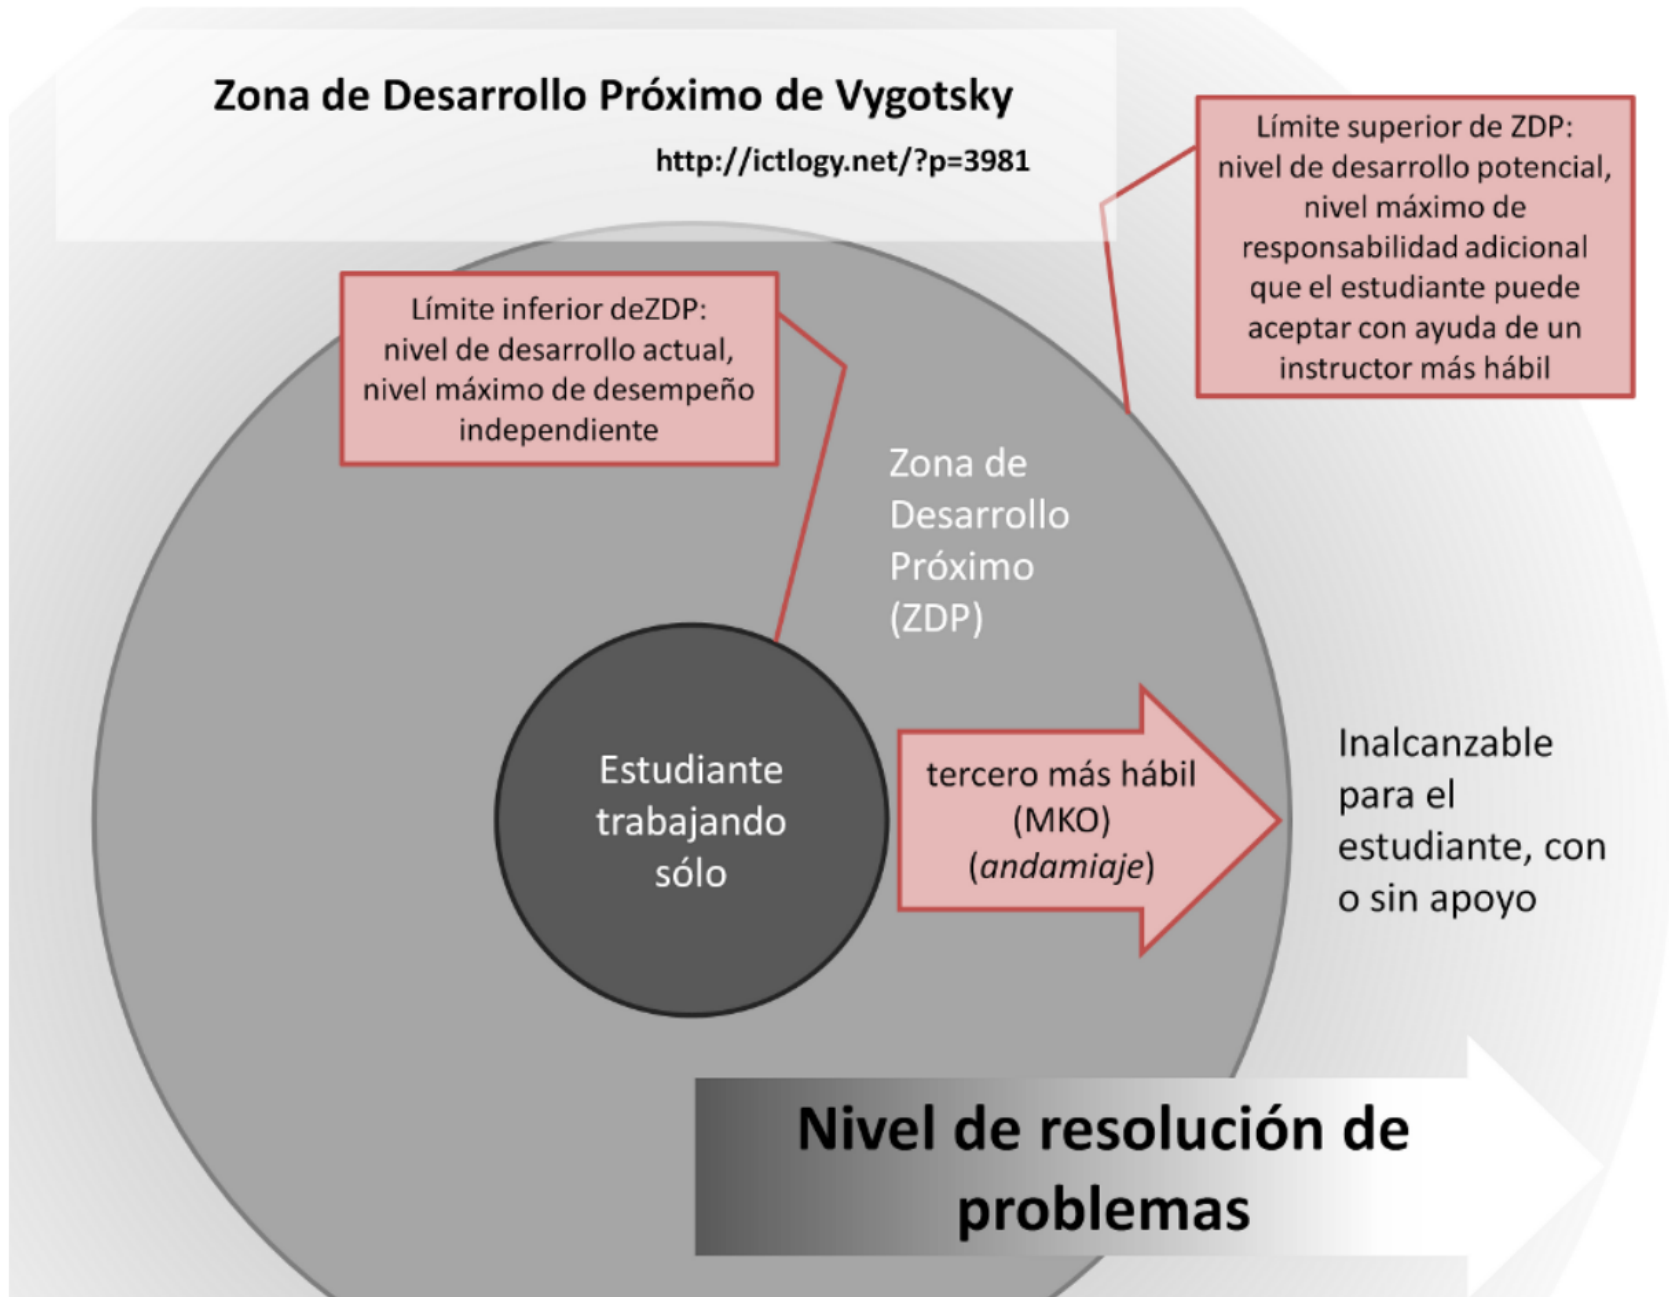 Zona de Desarrollo Próximo de Vygotsky
http://ictlogy.net/?p=3981
Límite superior de ZDP:
nivel de desarrollo potencial,
nivel máximo de
responsabilidad adicional
que el estudiante puede
aceptar con ayuda de un
instructor más hábil
Límite inferior deZDP:
nivel de desarrollo actual,
nivel máximo de desempeño
independiente
Zona de
Desarrollo
Próximo
(ZDP)
Estudiante
trabajando
sólo
tercero más hábil
(MKO)
(andamiaje)
Inalcanzable
para el
estudiante, con
o sin apoyo
Nivel de resolución de
problemas